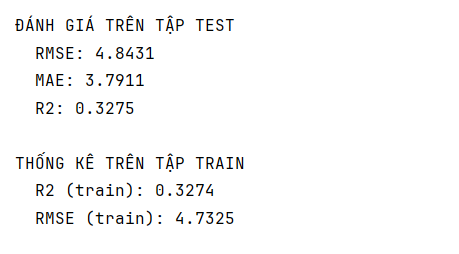 ĐÁNH GIÁ TRÊN TẬP TEST
RMSE: 4.8431
MAE: 3.7911
R2: 0.3275
THỐNG KÊ TRÊN TẬP TRAIN
R2 (train): 0.3274
RMSE (train): 4.7325